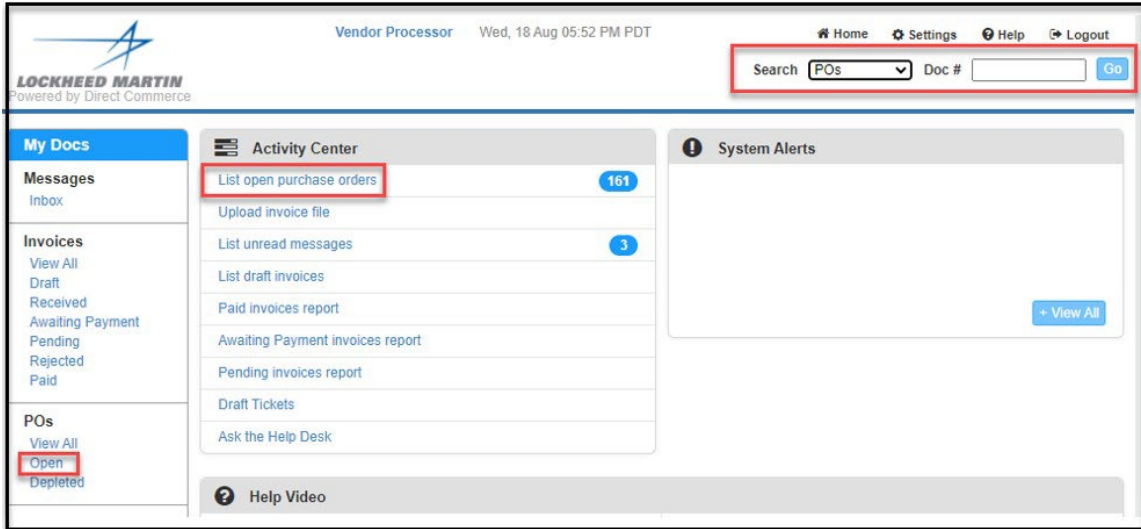 Vendor Processor Wed, 18 Aug 05:52 PM PDT Home Settings Help Logout
Search POs Doc # Go
LOCKHEED MARTIN
Powered by Direct Commerce
My Docs
Messages
Inbox
Invoices
View All
Draft
Received
Awaiting Payment
Pending
Rejected
Paid
POs
View All
Open
Depleted
Activity Center
List open purchase orders 161
Upload invoice file
List unread messages 3
List draft invoices
Paid invoices report
Awaiting Payment invoices report
Pending invoices report
Draft Tickets
Ask the Help Desk
System Alerts
+ View All
Help Video